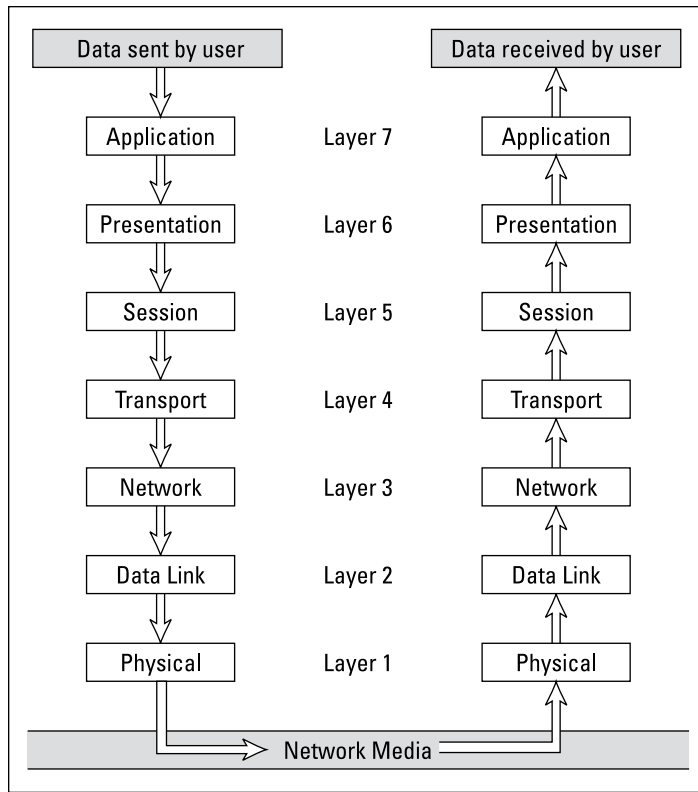 Data sent by user Data received by user
Application Layer 7 Application
Presentation Layer 6 Presentation
Session Layer 5 Session
Transport Layer 4 Transport
Network Layer 3 Network
Data Link Layer 2 Data Link
Physical Layer 1 Physical
Network Media